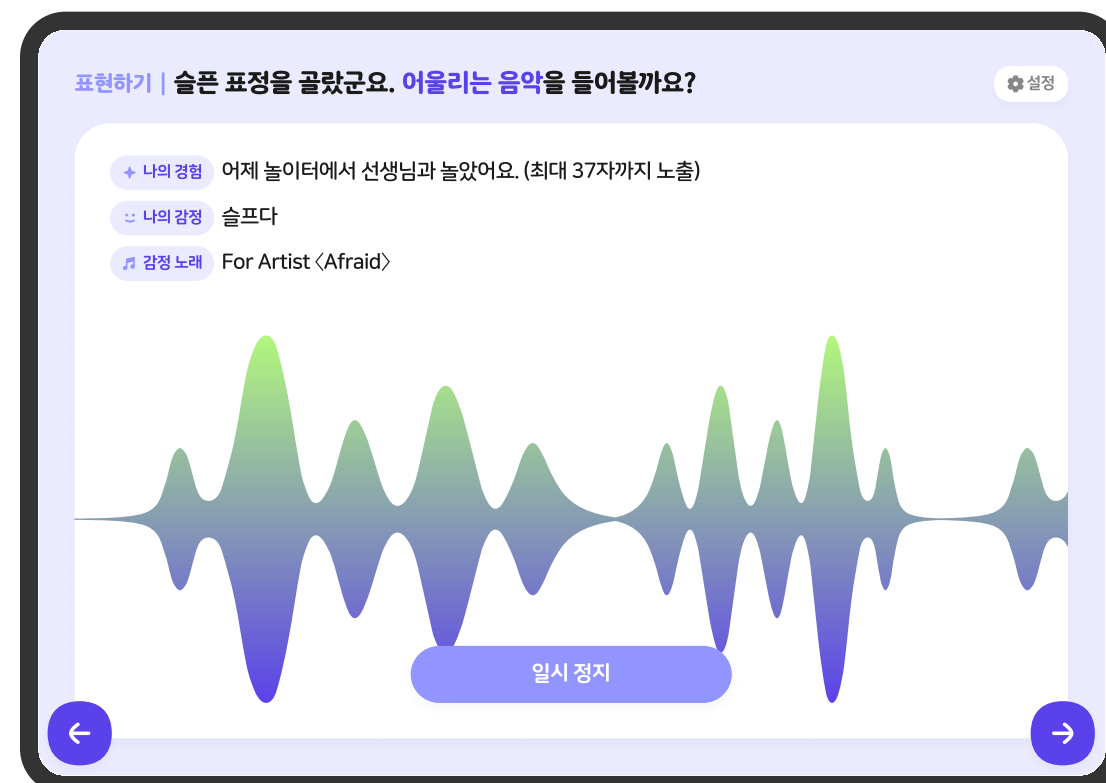 표현하기 | 슬픈 표정을 골랐군요. 어울리는 음악을 들어볼까요?
설정
나의 경험 어제 놀이터에서 선생님과 놀았어요. (최대 37자까지 노출)
나의 감정 슬프다
감정 노래 For Artist 〈Afraid〉
일시 정지